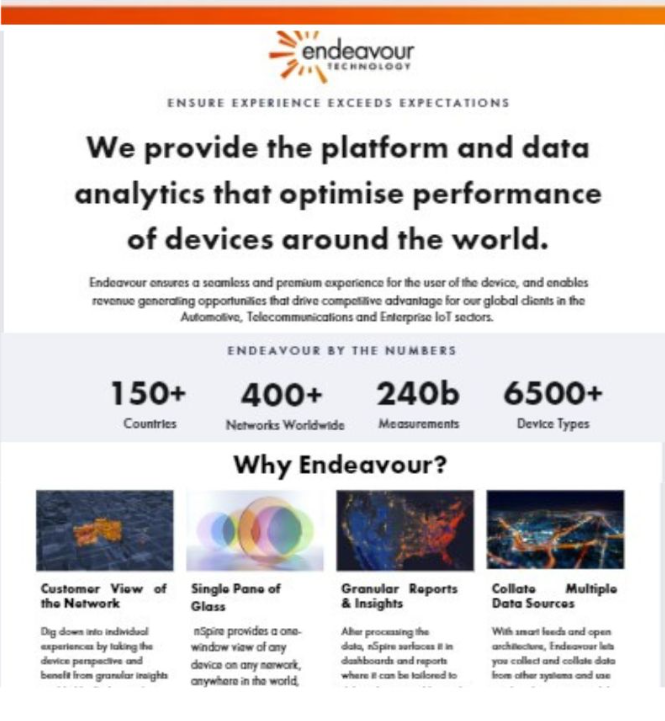 endeavour
TECHNOLOGY
ENSURE EXPERIENCE EXCEEDS EXPECTATIONS
We provide the platform and data
analytics that optimise performance
of devices around the world.
Endeavour ensures a seamless and premium experience for the user of the device, and enables
revenue generating opportunities that drive competitive advantage for our global clients in the
Automotive, Telecommunications and Enterprise IoT sectors.
ENDEAVOUR BY THE NUMBERS
150+ 400+ 240b 6500+
Countries Networks Worldwide Measurements Device Types
Why Endeavour?
Customer View of
the Network
Dig down into individual
experiences by taking the
device perspective and
benefit from granular insights
Single Pane of
Glass
nSpire provides a one-
window view of any
device on any network,
anywhere in the world,
Granular Reports
& Insights
After processing the
data, nSpire surfaces it in
dashboards and reports
where it can be tailored to
Collate Multiple
Data Sources
With smart feeds and open
architecture, Endeavour lets
you collect and collate data
from other systems and use